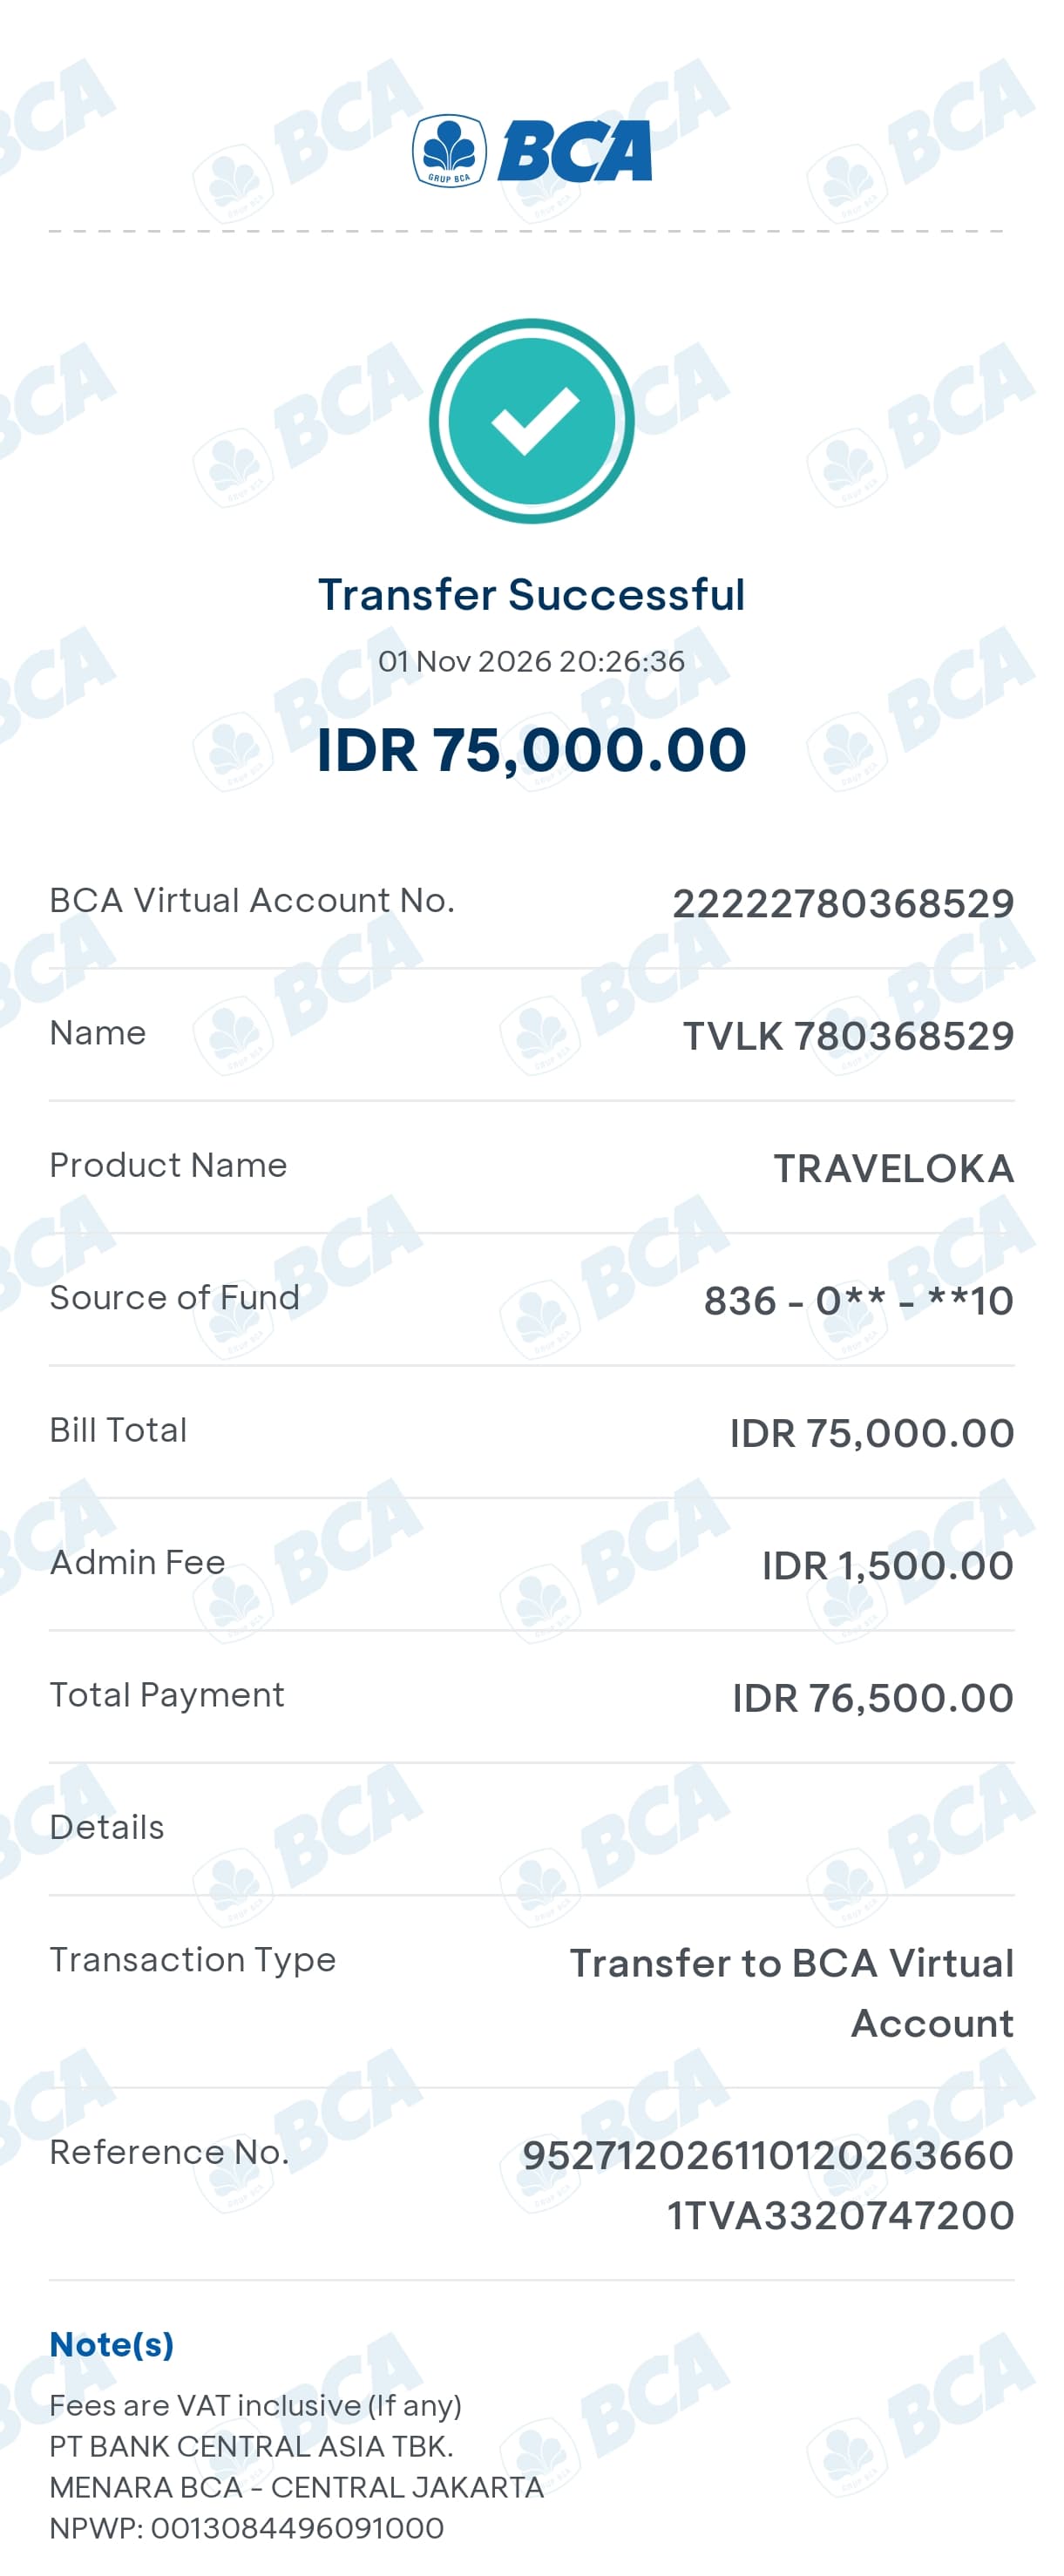 GRUP BCA BCA
Transfer Successful
01 Nov 2026 20:26:36
IDR 75,000.00
BCA Virtual Account No. 22222780368529
Name TVLK 780368529
Product Name TRAVELOKA
Source of Fund 836 - 0** - **10
Bill Total IDR 75,000.00
Admin Fee IDR 1,500.00
Total Payment IDR 76,500.00
Details
Transaction Type Transfer to BCA Virtual
Account
Reference No. 952712026110120263660
1TVA3320747200
Note(s)
Fees are VAT inclusive (If any)
PT BANK CENTRAL ASIA TBK.
MENARA BCA - CENTRAL JAKARTA
NPWP: 0013084496091000